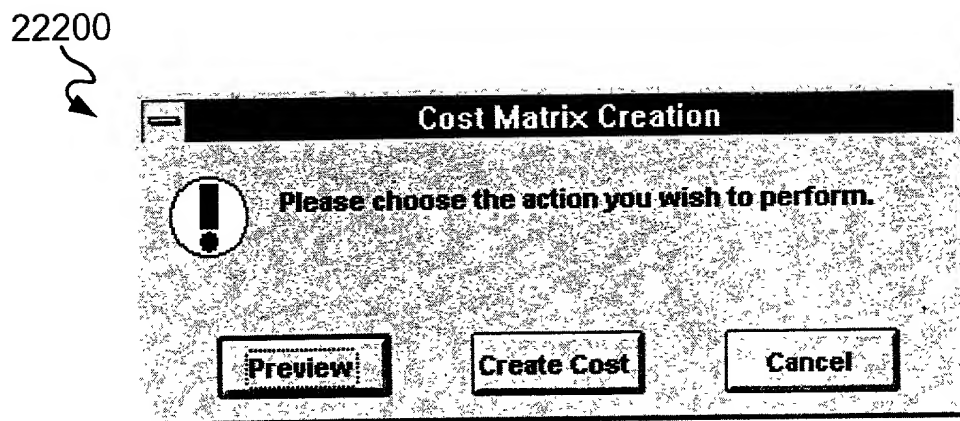 22200
Cost Matrix Creation
Please choose the action you wish to perform.
Preview Create Cost Cancel